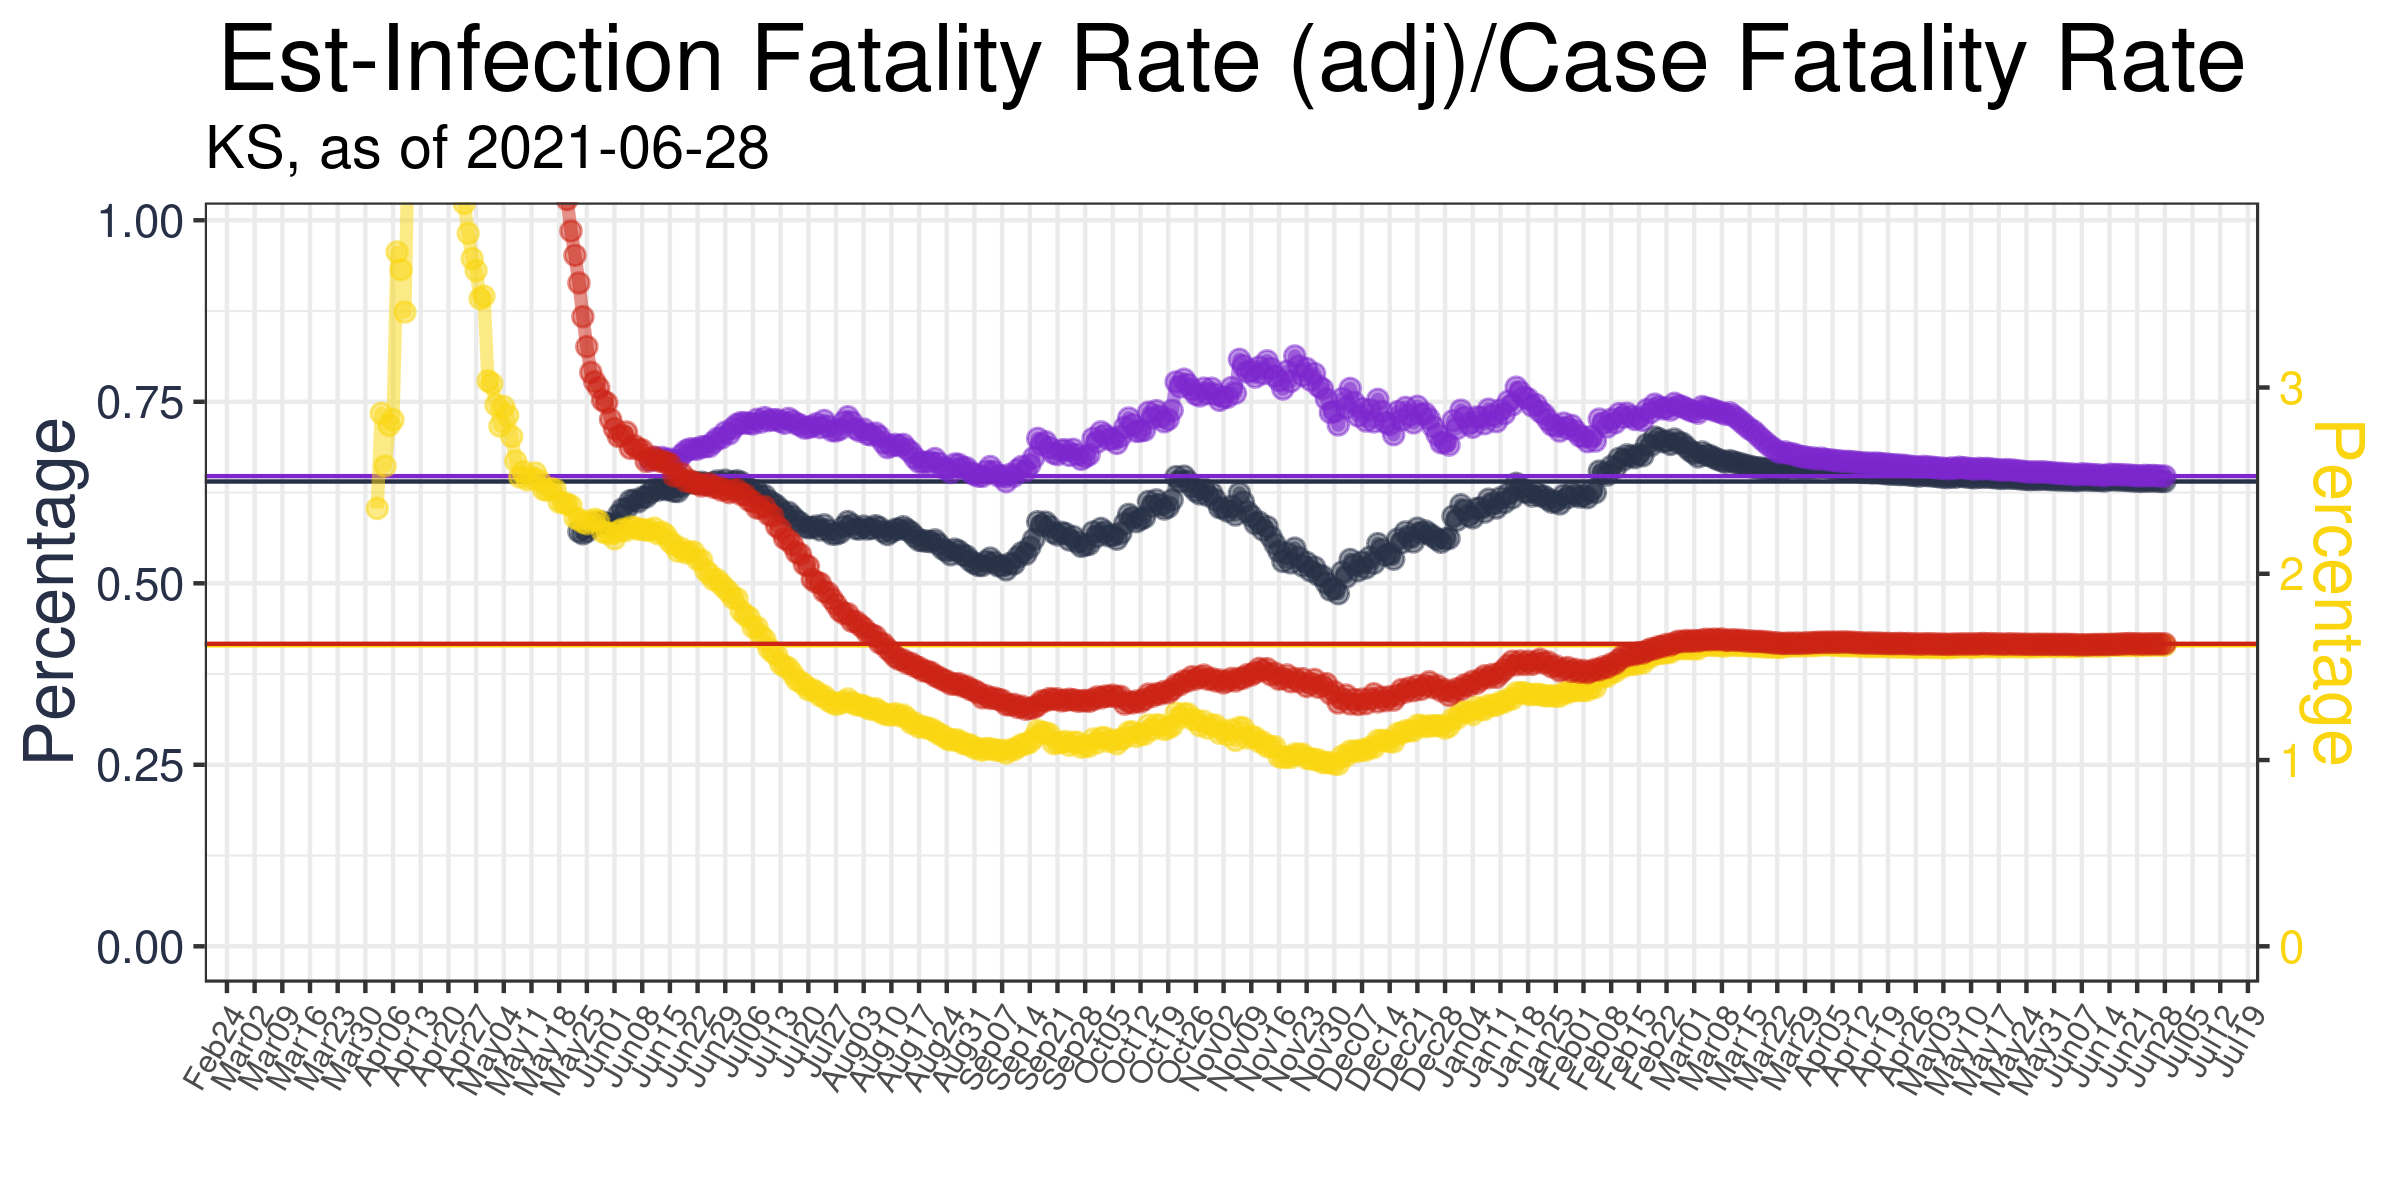 Est-Infection Fatality Rate (adj)/Case Fatality Rate
KS, as of 2021-06-28
Percentage
1.00
0.75
0.50
0.25
0.00
3
2
1
0
Percentage
Feb24
Mar02
Mar09
Mar16
Mar23
Mar30
Apr06
Apr13
Apr20
Apr27
May04
May11
May18
May25
Jun01
Jun08
Jun15
Jun22
Jun29
Jul06
Jul13
Jul20
Jul27
Aug03
Aug10
Aug17
Aug24
Aug31
Sep07
Sep14
Sep21
Sep28
Oct05
Oct12
Oct19
Oct26
Nov02
Nov09
Nov16
Nov23
Nov30
Dec07
Dec14
Dec21
Dec28
Jan04
Jan11
Jan18
Jan25
Feb01
Feb08
Feb15
Feb22
Mar01
Mar08
Mar15
Mar22
Mar29
Apr05
Apr12
Apr19
Apr26
May03
May10
May17
May24
May31
Jun07
Jun14
Jun21
Jun28
Jul05
Jul12
Jul19